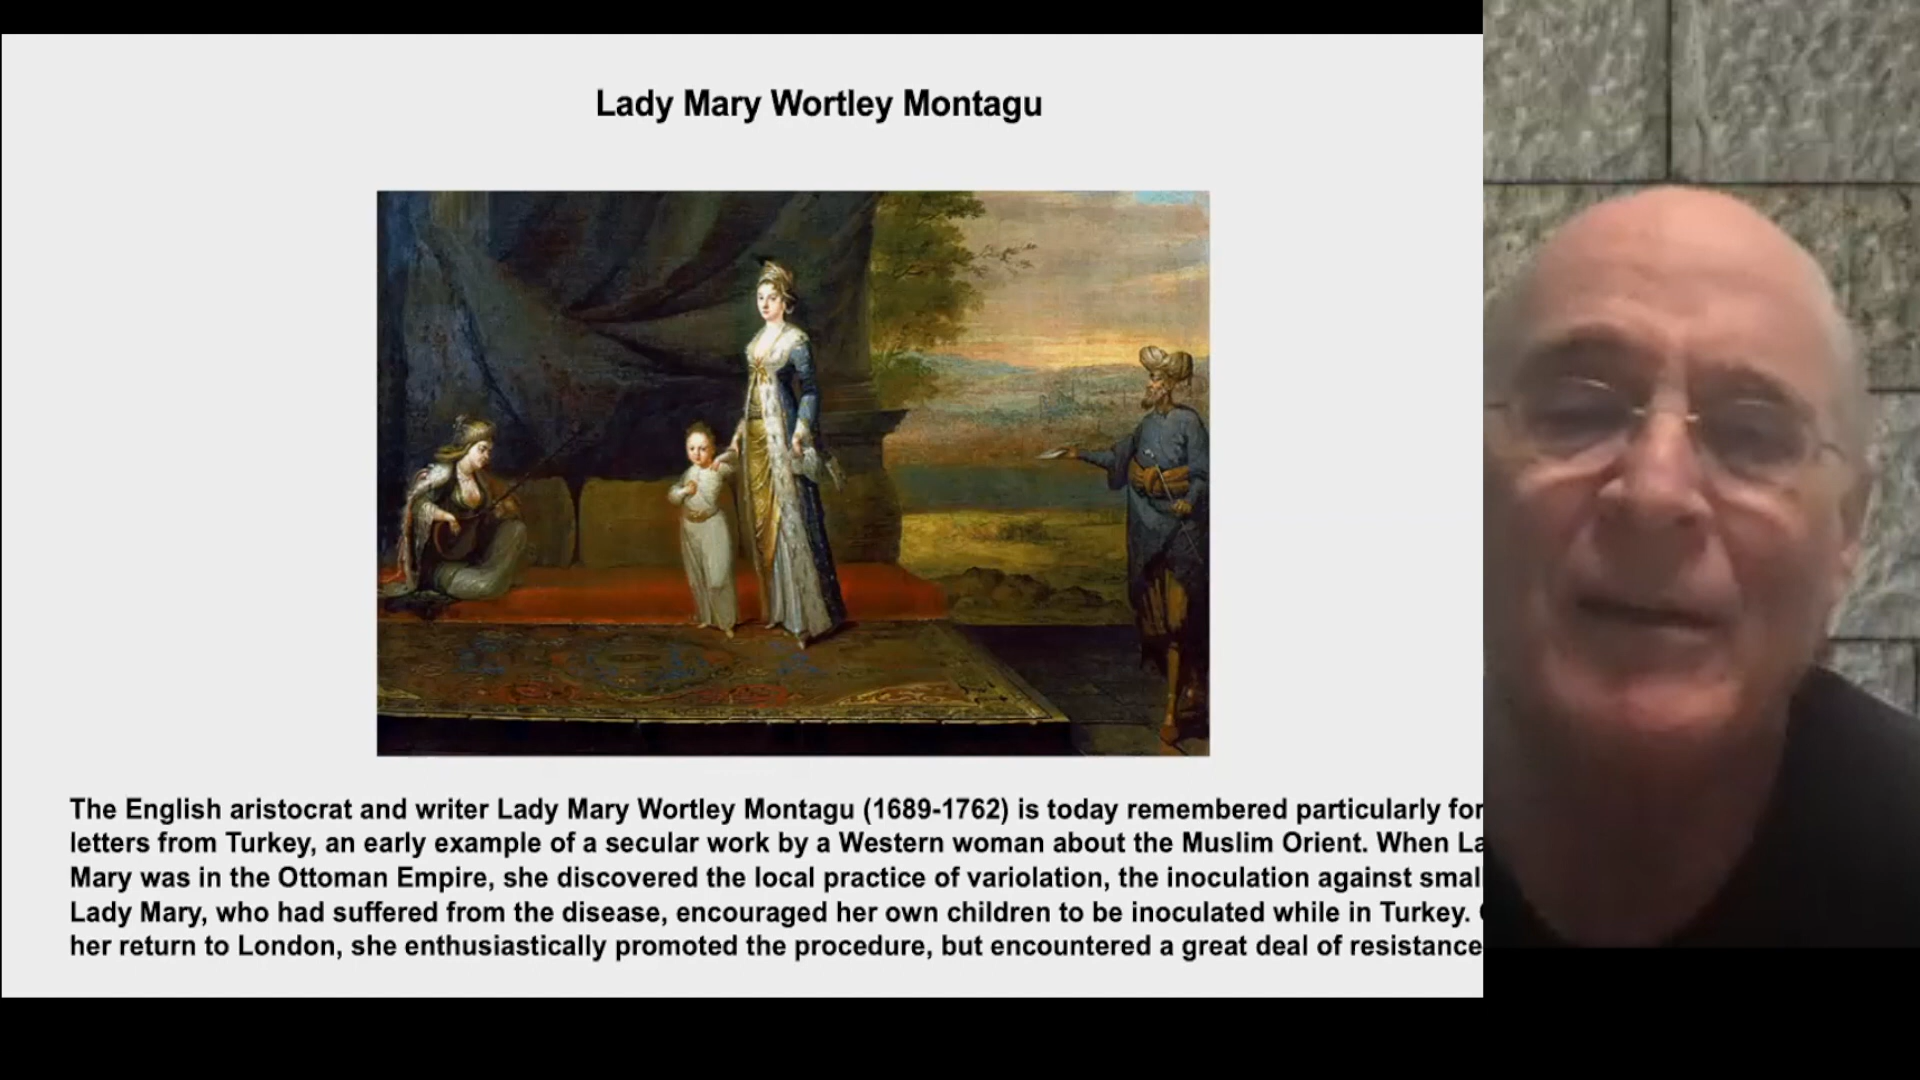 Lady Mary Wortley Montagu
The English aristocrat and writer Lady Mary Wortley Montagu (1689-1762) is today remembered particularly for
letters from Turkey, an early example of a secular work by a Western woman about the Muslim Orient. When La
Mary was in the Ottoman Empire, she discovered the local practice of variolation, the inoculation against smal
Lady Mary, who had suffered from the disease, encouraged her own children to be inoculated while in Turkey.
her return to London, she enthusiastically promoted the procedure, but encountered a great deal of resistance